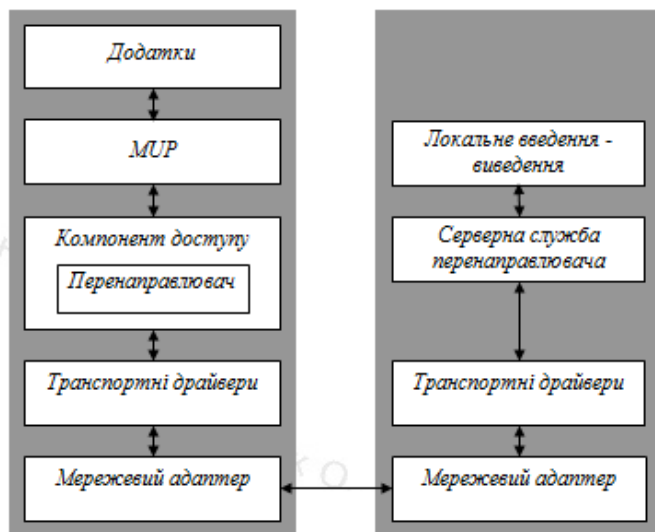 Додатки
MUP
Компонент доступу
Перенаправлювач
Транспортні драйвери
Мережевий адаптер
Локальне введення -
виведення
Серверна служба
перенаправлювача
Транспортні драйвери
Мережевий адаптер